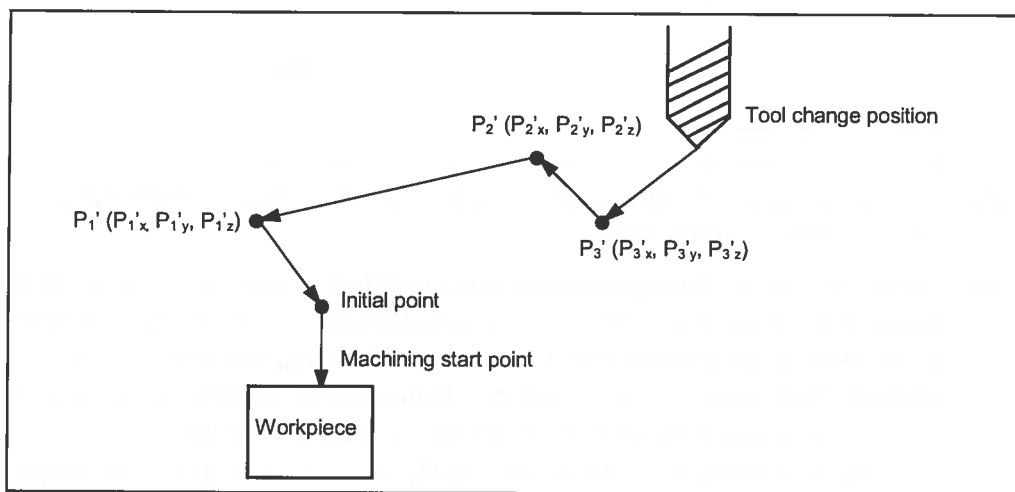 Tool change position
P₂' (P₂'ₓ, P₂'ᵧ, P₂'z)
P₁' (P₁'ₓ, P₁'ᵧ, P₁'z)
P₃' (P₃'ₓ, P₃'ᵧ, P₃'z)
Initial point
Machining start point
Workpiece